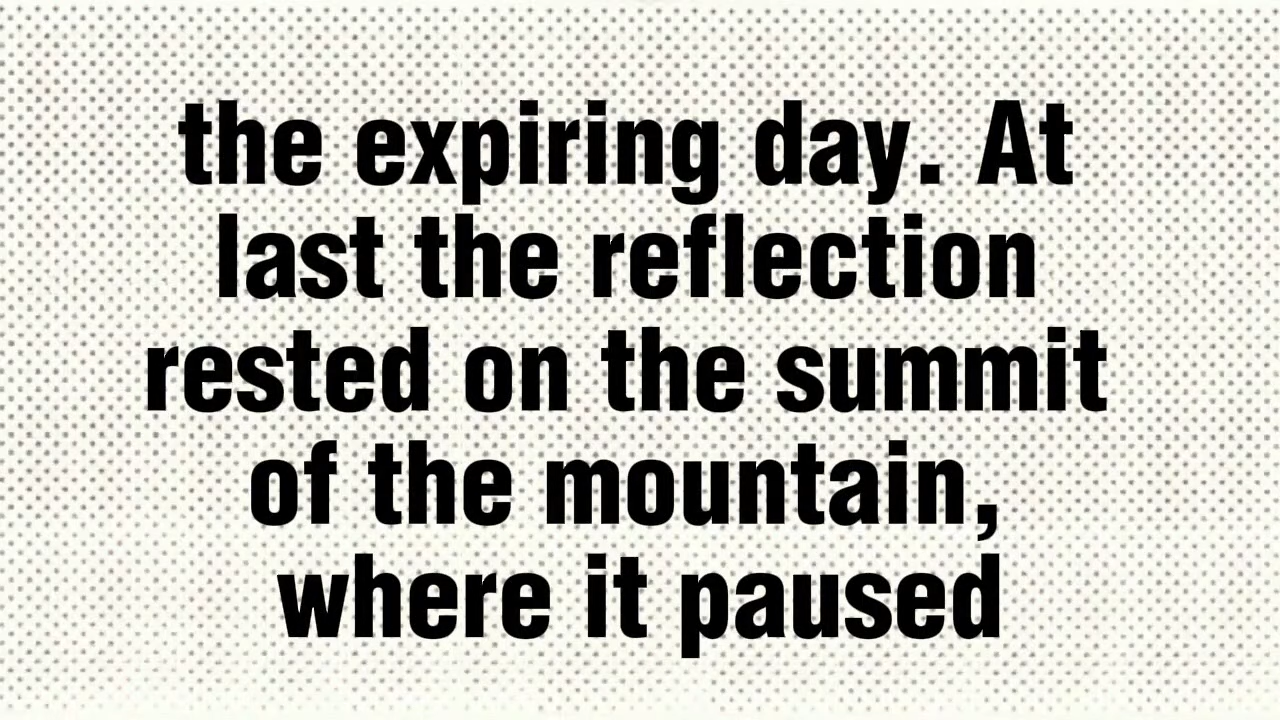 the expiring day. At
last the reflection
rested on the summit
of the mountain,
where it paused